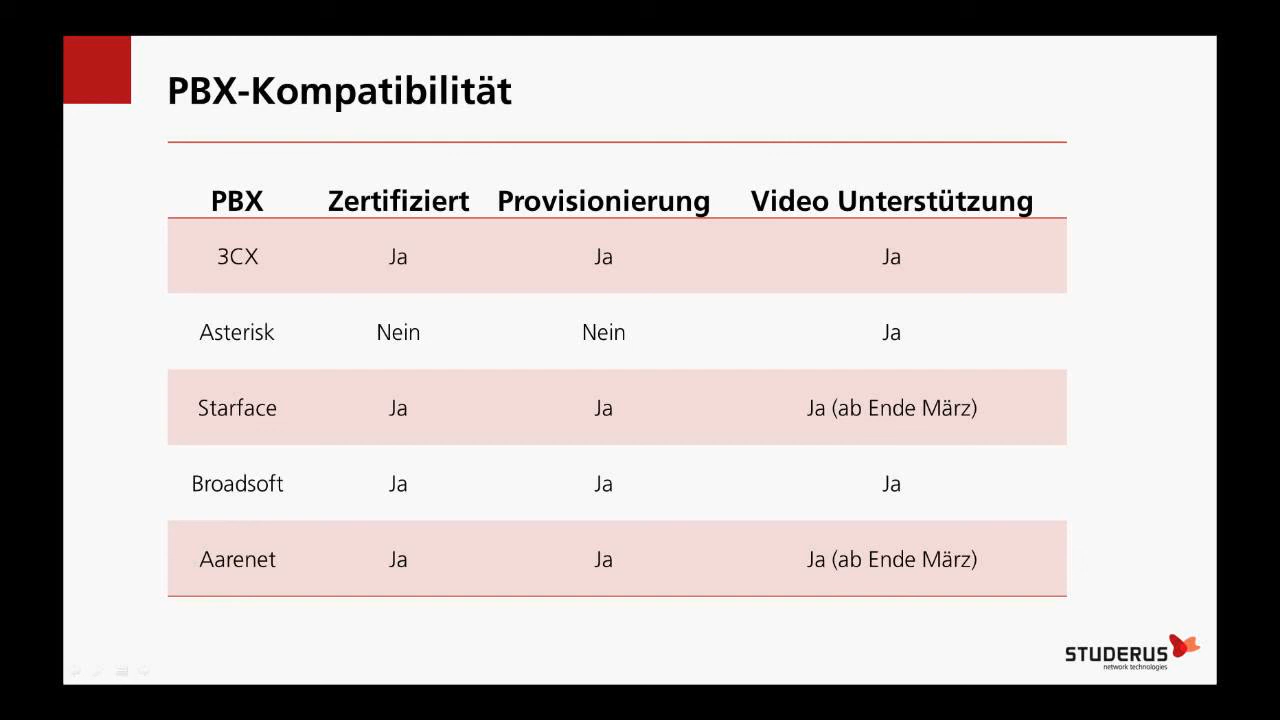 PBX-Kompatibilität
PBX Zertifiziert Provisionierung Video Unterstützung
3CX Ja Ja Ja
Asterisk Nein Nein Ja
Starface Ja Ja Ja (ab Ende März)
Broadsoft Ja Ja Ja
Aarenet Ja Ja Ja (ab Ende März)
STUDERUS
network technologies